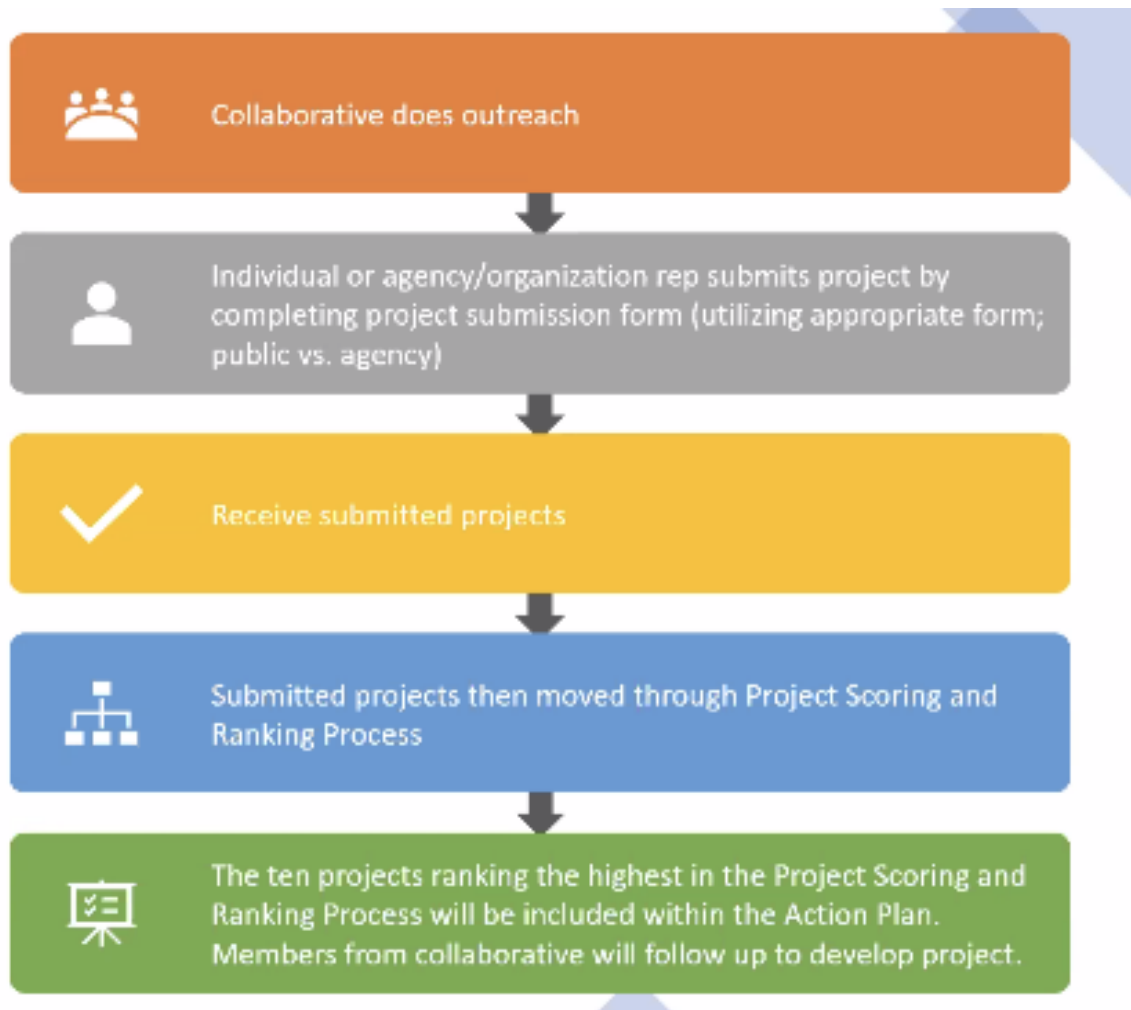 Collaborative does outreach
Individual or agency/organization rep submits project by
completing project submission form (utilizing appropriate form;
public vs. agency)
Receive submitted projects
Submitted projects then moved through Project Scoring and
Ranking Process
The ten projects ranking the highest in the Project Scoring and
Ranking Process will be included within the Action Plan.
Members from collaborative will follow up to develop project.